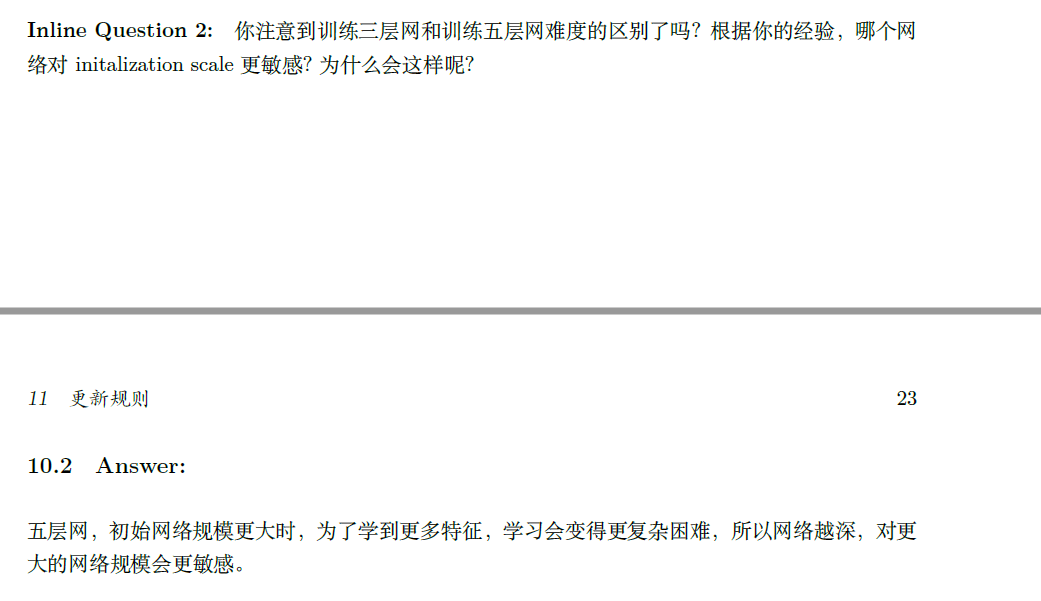 Inline Question 2: 你注意到训练三层网和训练五层网难度的区别了吗？根据你的经验，哪个网
络对 initalization scale 更敏感? 为什么会这样呢?
11 更新规则 23
10.2 Answer:
五层网，初始网络规模更大时，为了学到更多特征，学习会变得更复杂困难，所以网络越深，对更
大的网络规模会更敏感。